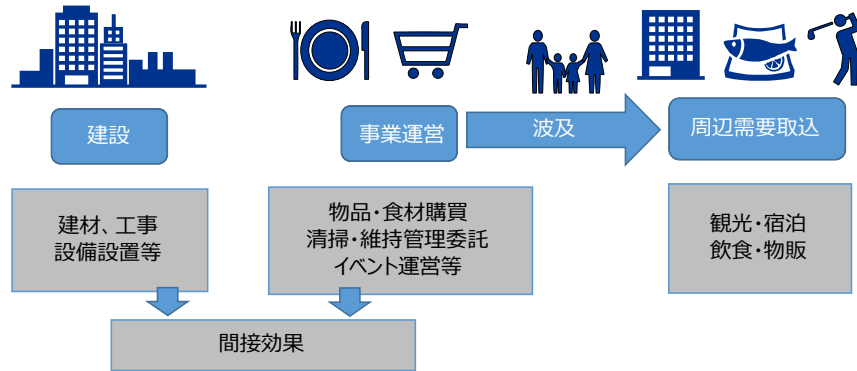 建設
事業運営
波及
周辺需要取込
建材、工事
設備設置等
物品・食材購買
清掃・維持管理委託
イベント運営等
観光・宿泊
飲食・物販
間接効果